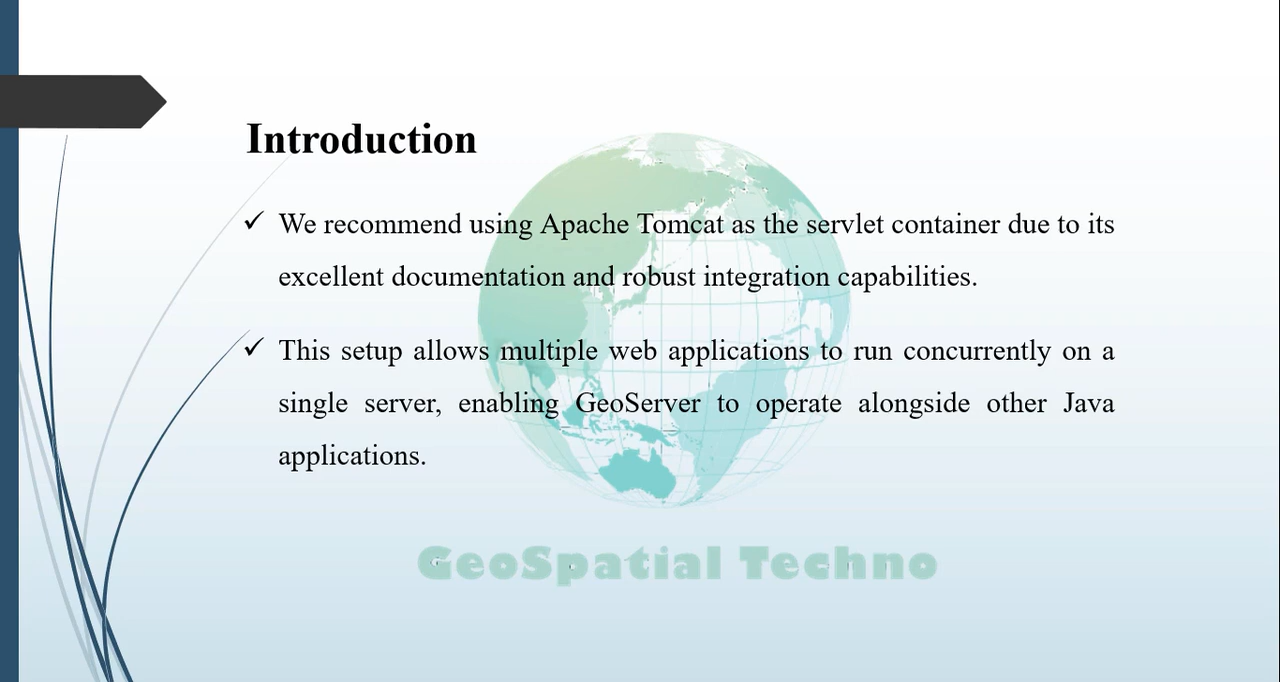 Introduction
✓ We recommend using Apache Tomcat as the servlet container due to its
excellent documentation and robust integration capabilities.
✓ This setup allows multiple web applications to run concurrently on a
single server, enabling GeoServer to operate alongside other Java
applications.
GeoSpatial Techno